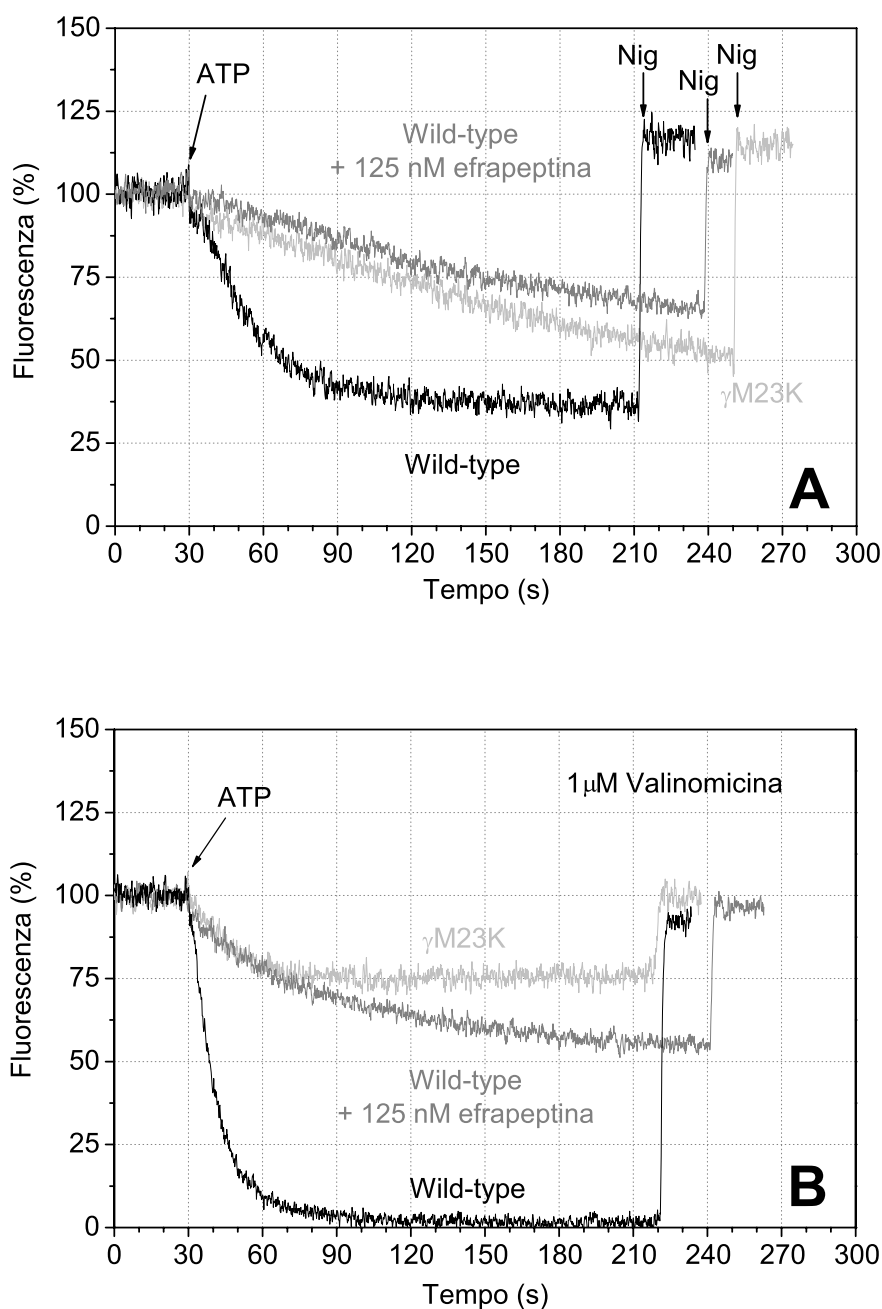 150
125
100
75
50
25
0
Fluorescenza (%)
ATP
Wild-type
+ 125 nM efrapeptina
Nig
Nig
Nig
γM23K
Wild-type
A
0 30 60 90 120 150 180 210 240 270 300
Tempo (s)
150
125
100
75
50
25
0
Fluorescenza (%)
1μM Valinomicina
ATP
γM23K
Wild-type
+ 125 nM efrapeptina
Wild-type
B
0 30 60 90 120 150 180 210 240 270 300
Tempo (s)